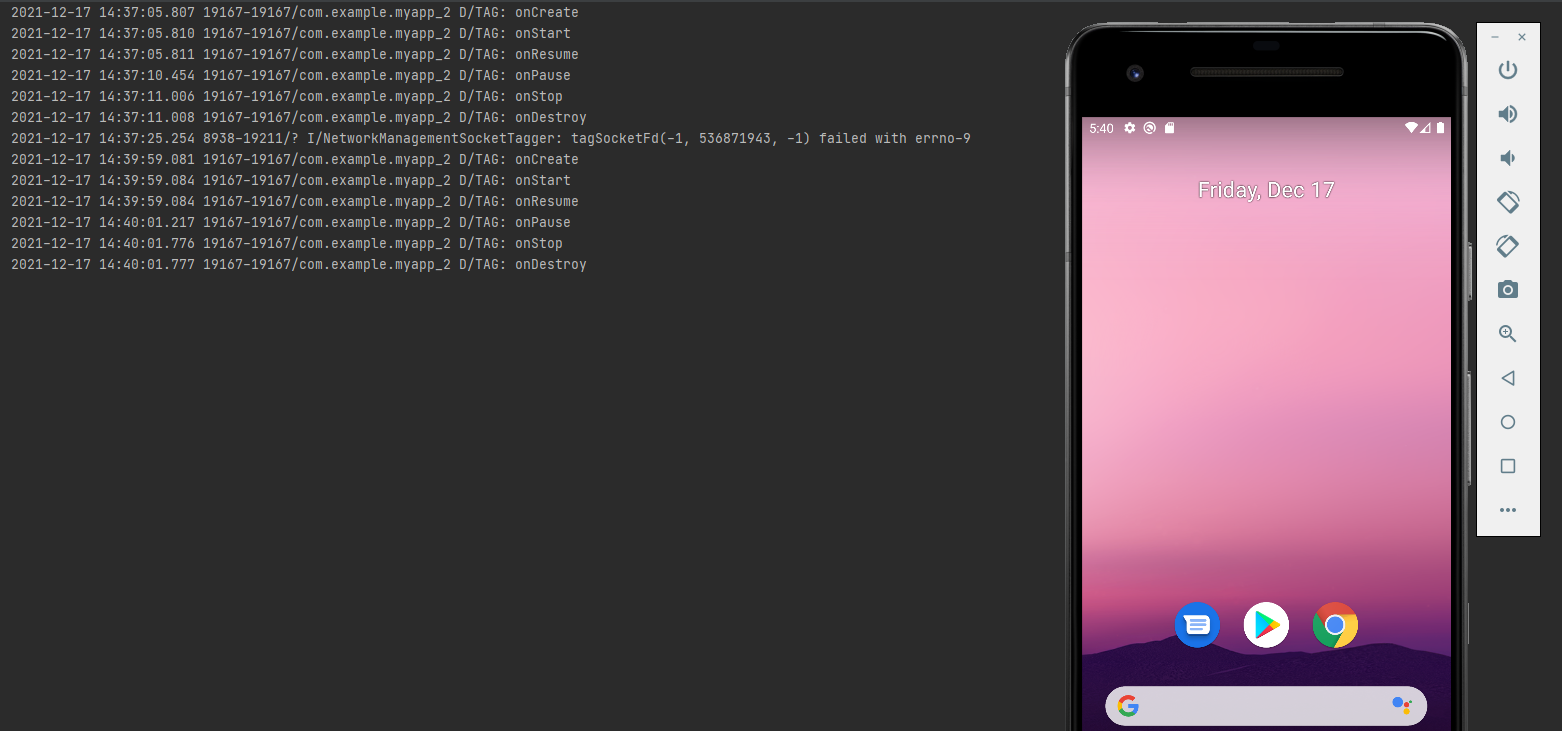 2021-12-17 14:37:05.807 19167-19167/com.example.myapp_2 D/TAG: onCreate
2021-12-17 14:37:05.810 19167-19167/com.example.myapp_2 D/TAG: onStart
2021-12-17 14:37:05.811 19167-19167/com.example.myapp_2 D/TAG: onResume
2021-12-17 14:37:10.454 19167-19167/com.example.myapp_2 D/TAG: onPause
2021-12-17 14:37:11.006 19167-19167/com.example.myapp_2 D/TAG: onStop
2021-12-17 14:37:11.008 19167-19167/com.example.myapp_2 D/TAG: onDestroy
2021-12-17 14:37:25.254 8938-19211/? I/NetworkManagementSocketTagger: tagSocketFd(-1, 536871943, -1) failed with errno-9
2021-12-17 14:39:59.081 19167-19167/com.example.myapp_2 D/TAG: onCreate
2021-12-17 14:39:59.084 19167-19167/com.example.myapp_2 D/TAG: onStart
2021-12-17 14:39:59.084 19167-19167/com.example.myapp_2 D/TAG: onResume
2021-12-17 14:40:01.217 19167-19167/com.example.myapp_2 D/TAG: onPause
2021-12-17 14:40:01.776 19167-19167/com.example.myapp_2 D/TAG: onStop
2021-12-17 14:40:01.777 19167-19167/com.example.myapp_2 D/TAG: onDestroy
5:40
Friday, Dec 17